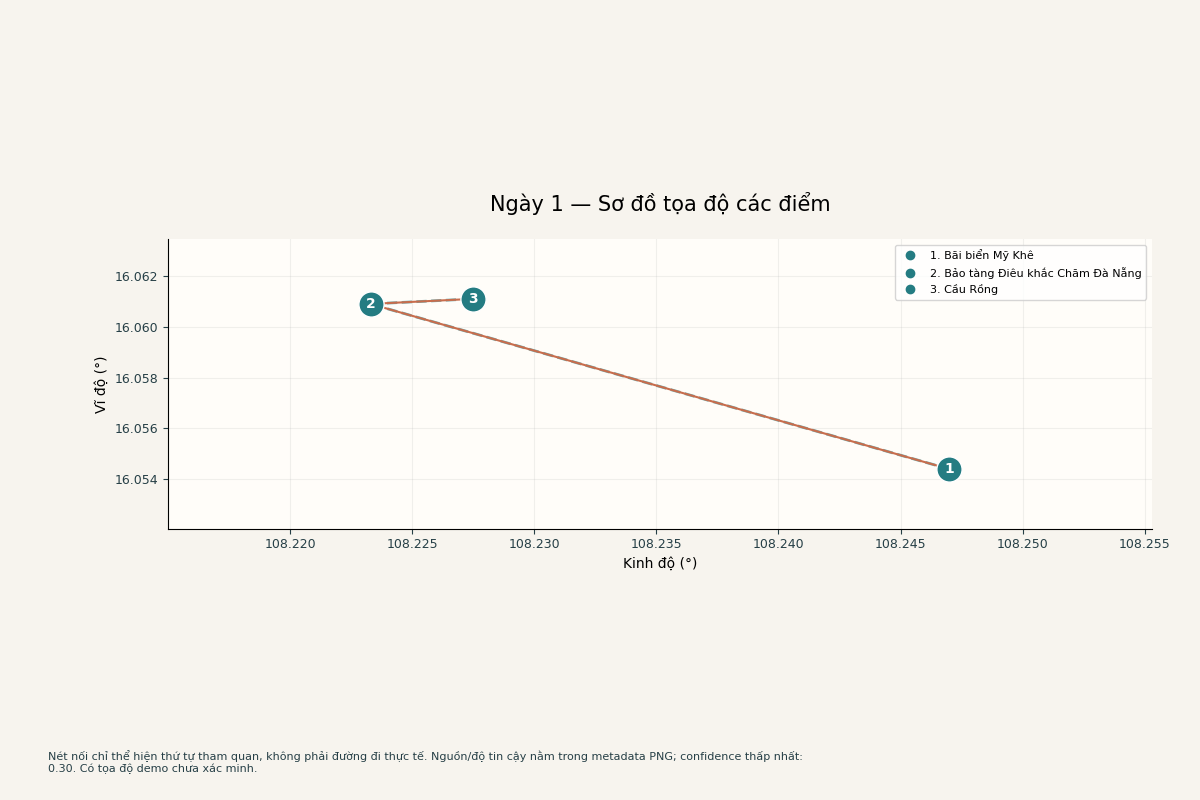 Ngày 1 — Sơ đồ tọa độ các điểm
1. Bãi biển Mỹ Khê
2. Bảo tàng Điêu khắc Chăm Đà Nẵng
3. Cầu Rồng
16.062
16.060
16.058
16.056
16.054
Vĩ độ (°)
2
3
1
108.220
108.225
108.230
108.235
108.240
108.245
108.250
108.255
Kinh độ (°)
Nét nối chỉ thể hiện thứ tự tham quan, không phải đường đi thực tế. Nguồn/độ tin cậy nằm trong metadata PNG; confidence thấp nhất:
0.30. Có tọa độ demo chưa xác minh.